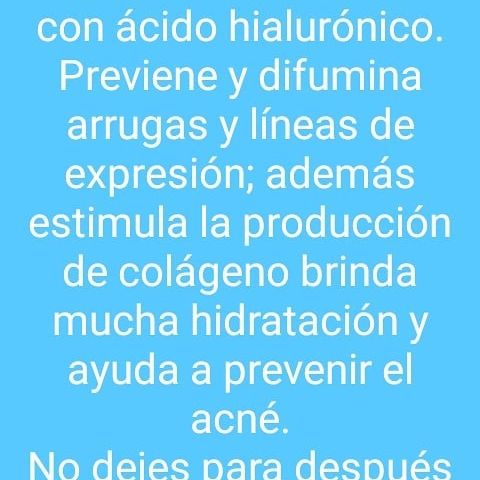 con ácido hialurónico.
Previene y difumina
arrugas y líneas de
expresión; además
estimula la producción
de colágeno brinda
mucha hidratación y
ayuda a prevenir el
acné.
No dejes para después